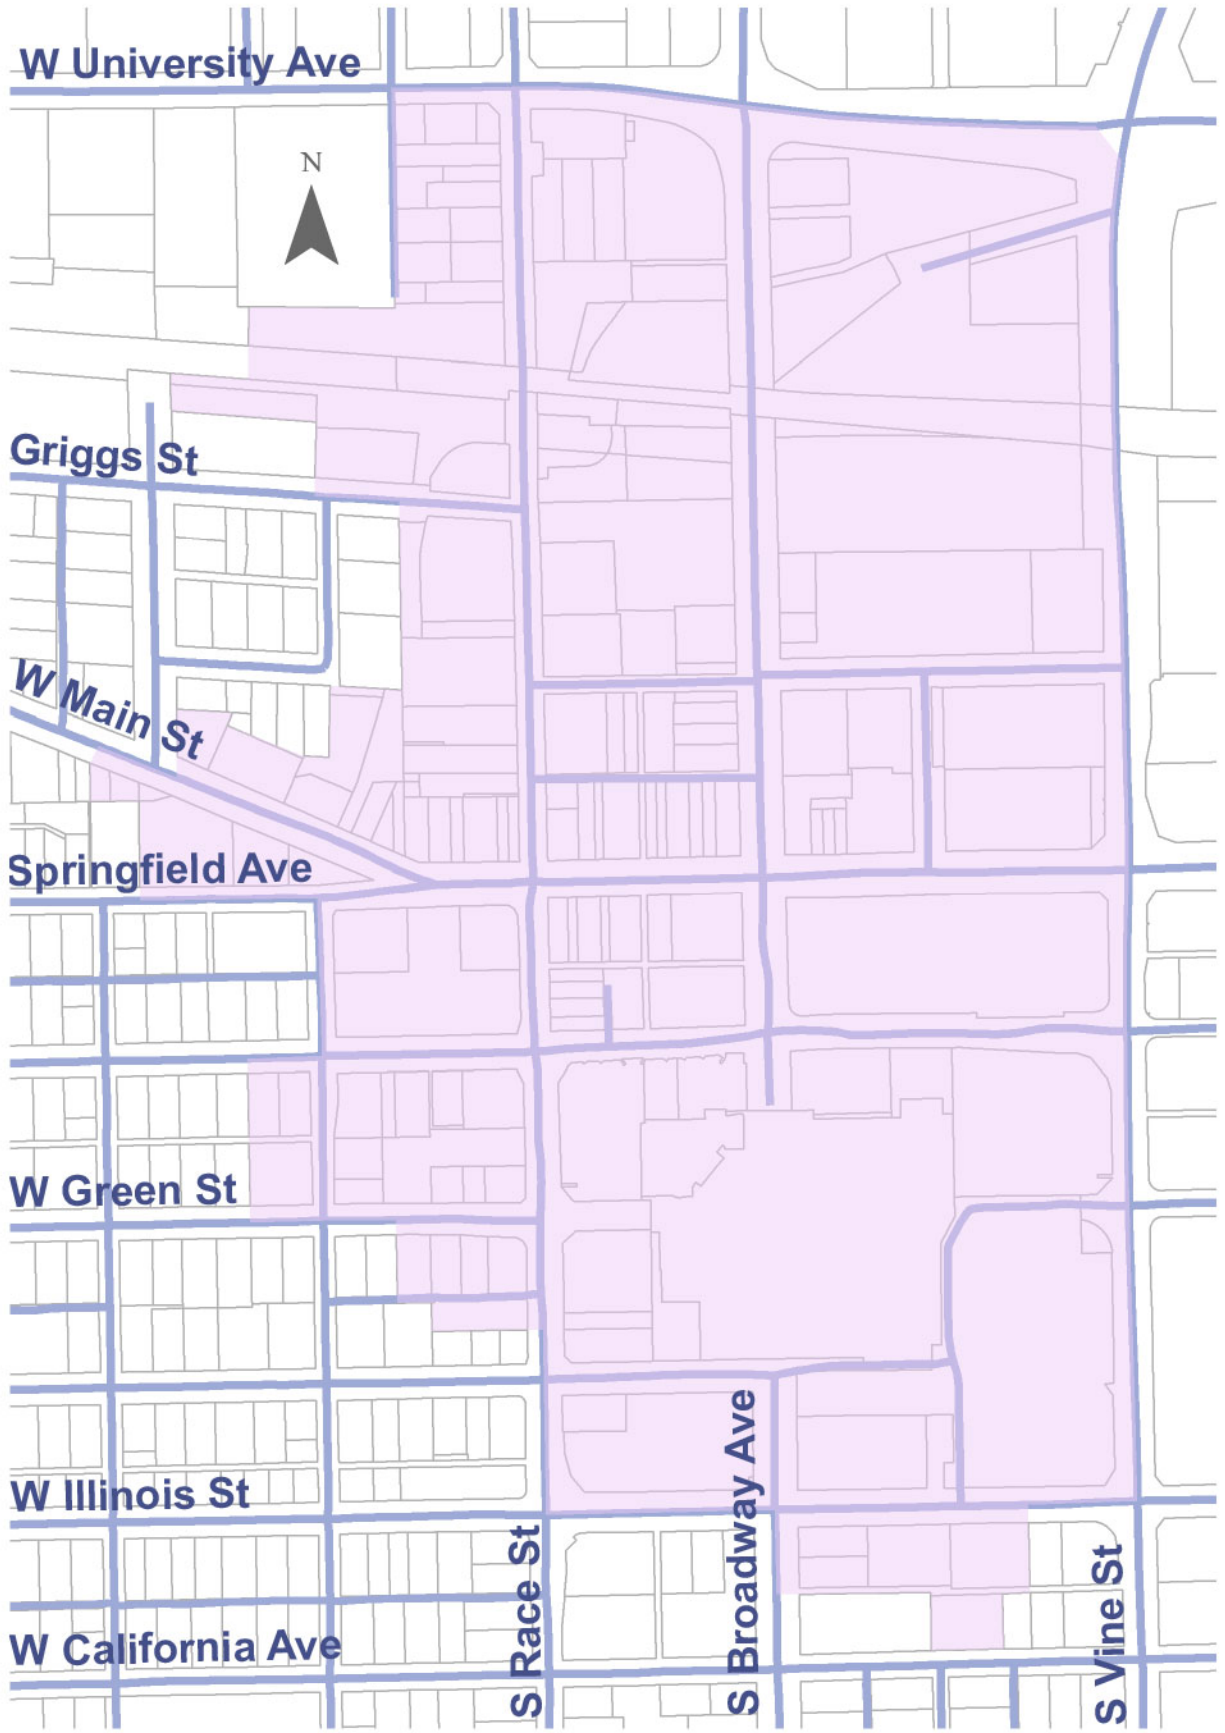 W University Ave
N
Griggs St
W Main St
Springfield Ave
W Green St
W Illinois St
W California Ave
S Race St
S Broadway Ave
S Vine St